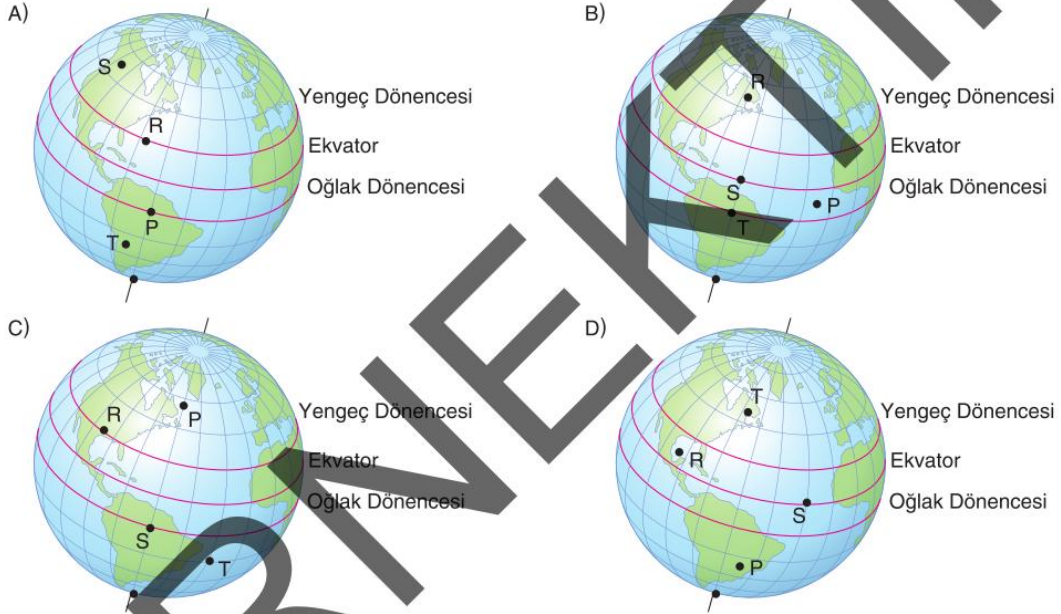 A)
S
R
P
T
Yengeç Dönencesi
Ekvator
Oğlak Dönencesi
B)
R
S
P
T
Yengeç Dönencesi
Ekvator
Oğlak Dönencesi
C)
R
P
S
T
Yengeç Dönencesi
Ekvator
Oğlak Dönencesi
D)
T
R
S
P
Yengeç Dönencesi
Ekvator
Oğlak Dönencesi